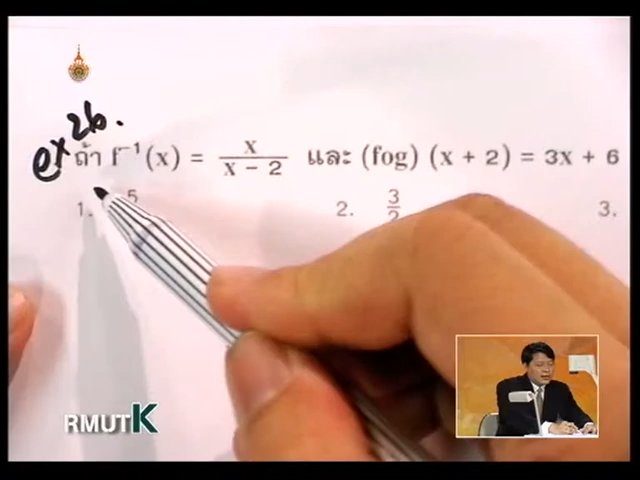 ex 26.
ถ้า f⁻¹(x) = x / x − 2 และ (fog) (x + 2) = 3x + 6
1. 5 2. 3/2 3.
RMUTK